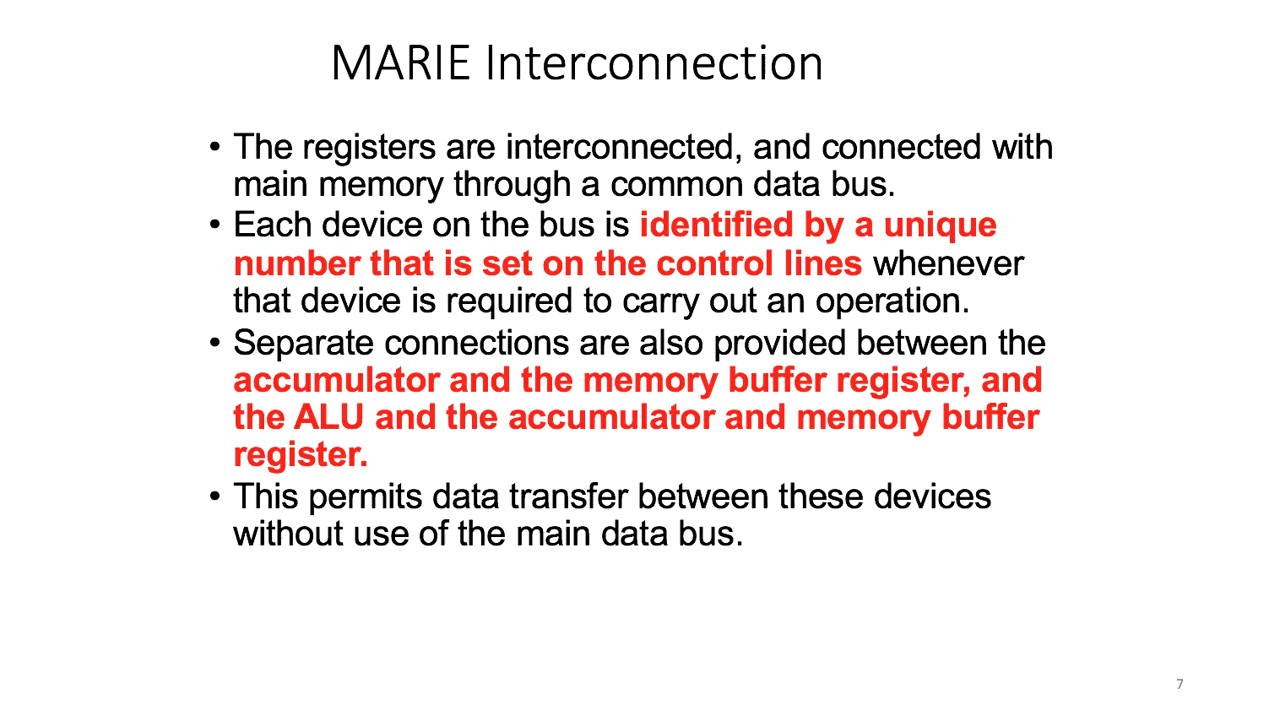 MARIE Interconnection
• The registers are interconnected, and connected with
main memory through a common data bus.
• Each device on the bus is identified by a unique
number that is set on the control lines whenever
that device is required to carry out an operation.
• Separate connections are also provided between the
accumulator and the memory buffer register, and
the ALU and the accumulator and memory buffer
register.
• This permits data transfer between these devices
without use of the main data bus.
7